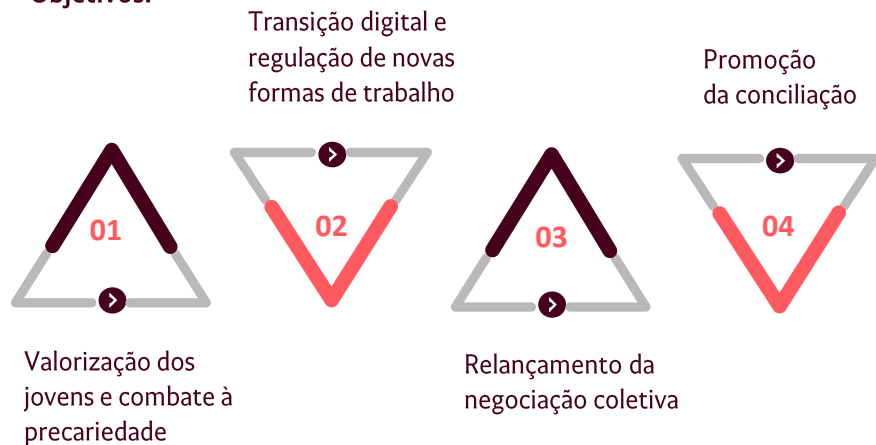 Objetivos:
Transição digital e
regulação de novas
formas de trabalho
Promoção
da conciliação
01
02
03
04
Valorização dos
jovens e combate à
precariedade
Relançamento da
negociação coletiva